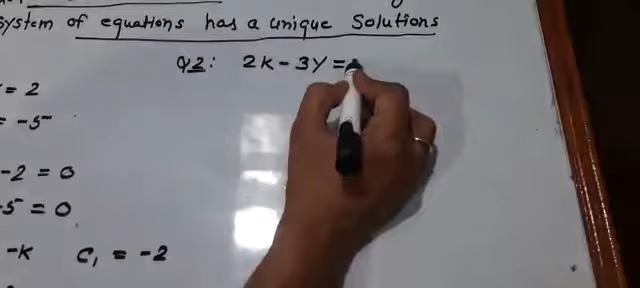 system of equations has a unique Solutions
Q2: 2k - 3y =
= 2
= -5
-2 = 0
-5 = 0
-k C₁ = -2